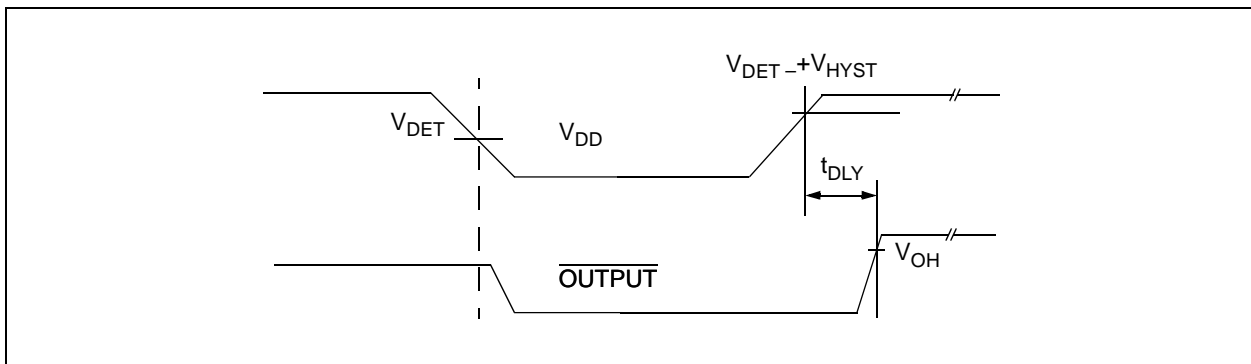 V_DET – +V_HYST
V_DET
V_DD
t_DLY
V_OH
OUTPUT